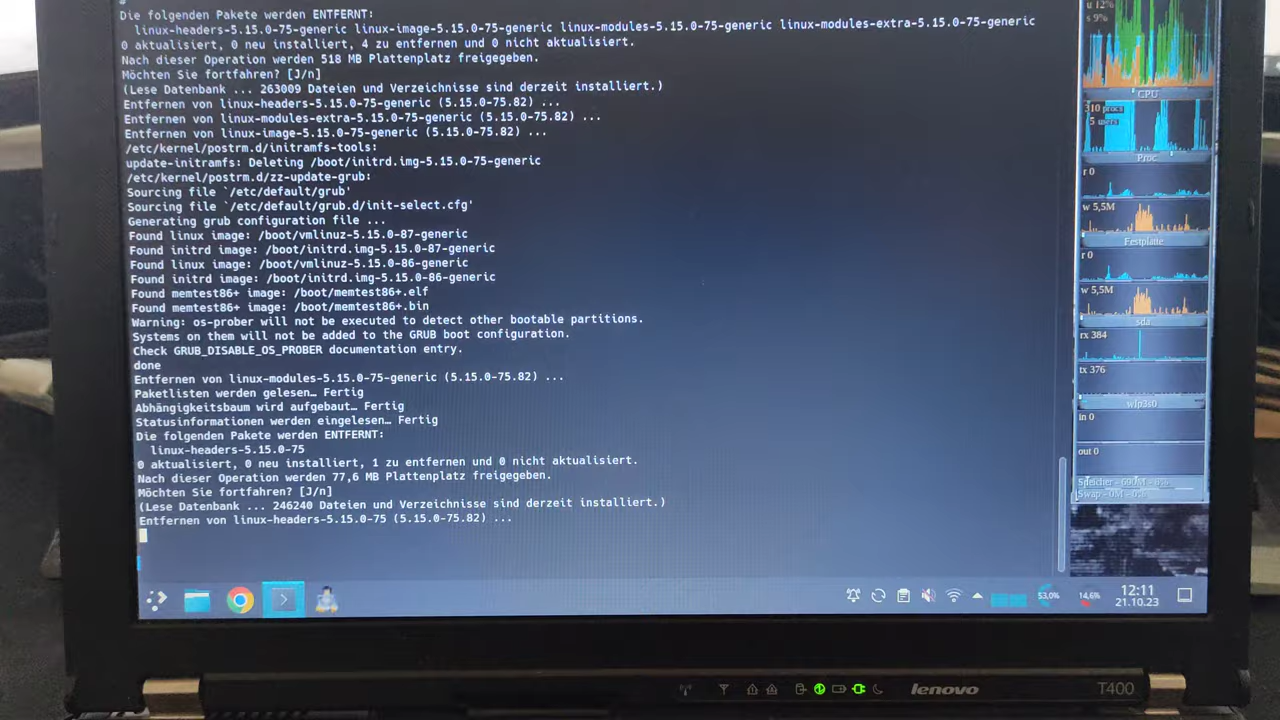 Die folgenden Pakete werden ENTFERNT:
linux-headers-5.15.0-75-generic linux-image-5.15.0-75-generic linux-modules-5.15.0-75-generic linux-modules-extra-5.15.0-75-generic
0 aktualisiert, 0 neu installiert, 4 zu entfernen und 0 nicht aktualisiert.
Nach dieser Operation werden 518 MB Plattenplatz freigegeben.
Möchten Sie fortfahren? [J/n]
(Lese Datenbank ... 263009 Dateien und Verzeichnisse sind derzeit installiert.)
Entfernen von linux-headers-5.15.0-75-generic (5.15.0-75.82) ...
Entfernen von linux-modules-extra-5.15.0-75-generic (5.15.0-75.82) ...
Entfernen von linux-image-5.15.0-75-generic (5.15.0-75.82) ...
/etc/kernel/postrm.d/initramfs-tools:
update-initramfs: Deleting /boot/initrd.img-5.15.0-75-generic
/etc/kernel/postrm.d/zz-update-grub:
Sourcing file `/etc/default/grub'
Sourcing file `/etc/default/grub.d/init-select.cfg'
Generating grub configuration file ...
Found linux image: /boot/vmlinuz-5.15.0-87-generic
Found initrd image: /boot/initrd.img-5.15.0-87-generic
Found linux image: /boot/vmlinuz-5.15.0-86-generic
Found initrd image: /boot/initrd.img-5.15.0-86-generic
Found memtest86+ image: /boot/memtest86+.elf
Found memtest86+ image: /boot/memtest86+.bin
Warning: os-prober will not be executed to detect other bootable partitions.
Systems on them will not be added to the GRUB boot configuration.
Check GRUB_DISABLE_OS_PROBER documentation entry.
done
Entfernen von linux-modules-5.15.0-75-generic (5.15.0-75.82) ...
Paketlisten werden gelesen… Fertig
Abhängigkeitsbaum wird aufgebaut… Fertig
Statusinformationen werden eingelesen… Fertig
Die folgenden Pakete werden ENTFERNT:
linux-headers-5.15.0-75
0 aktualisiert, 0 neu installiert, 1 zu entfernen und 0 nicht aktualisiert.
Nach dieser Operation werden 77,6 MB Plattenplatz freigegeben.
Möchten Sie fortfahren? [J/n]
(Lese Datenbank ... 246240 Dateien und Verzeichnisse sind derzeit installiert.)
Entfernen von linux-headers-5.15.0-75 (5.15.0-75.82) ...
u 12%
s 9%
CPU
310 procs
5 users
Proc
r 0
w 5,5M
Festplatte
r 0
w 5,5M
sda
rx 384
tx 376
wlp3s0
in 0
out 0
Speicher - 690M - 8%
Swap - 0M - 0%
53,0%
14,6%
12:11
21.10.23
lenovo
T400